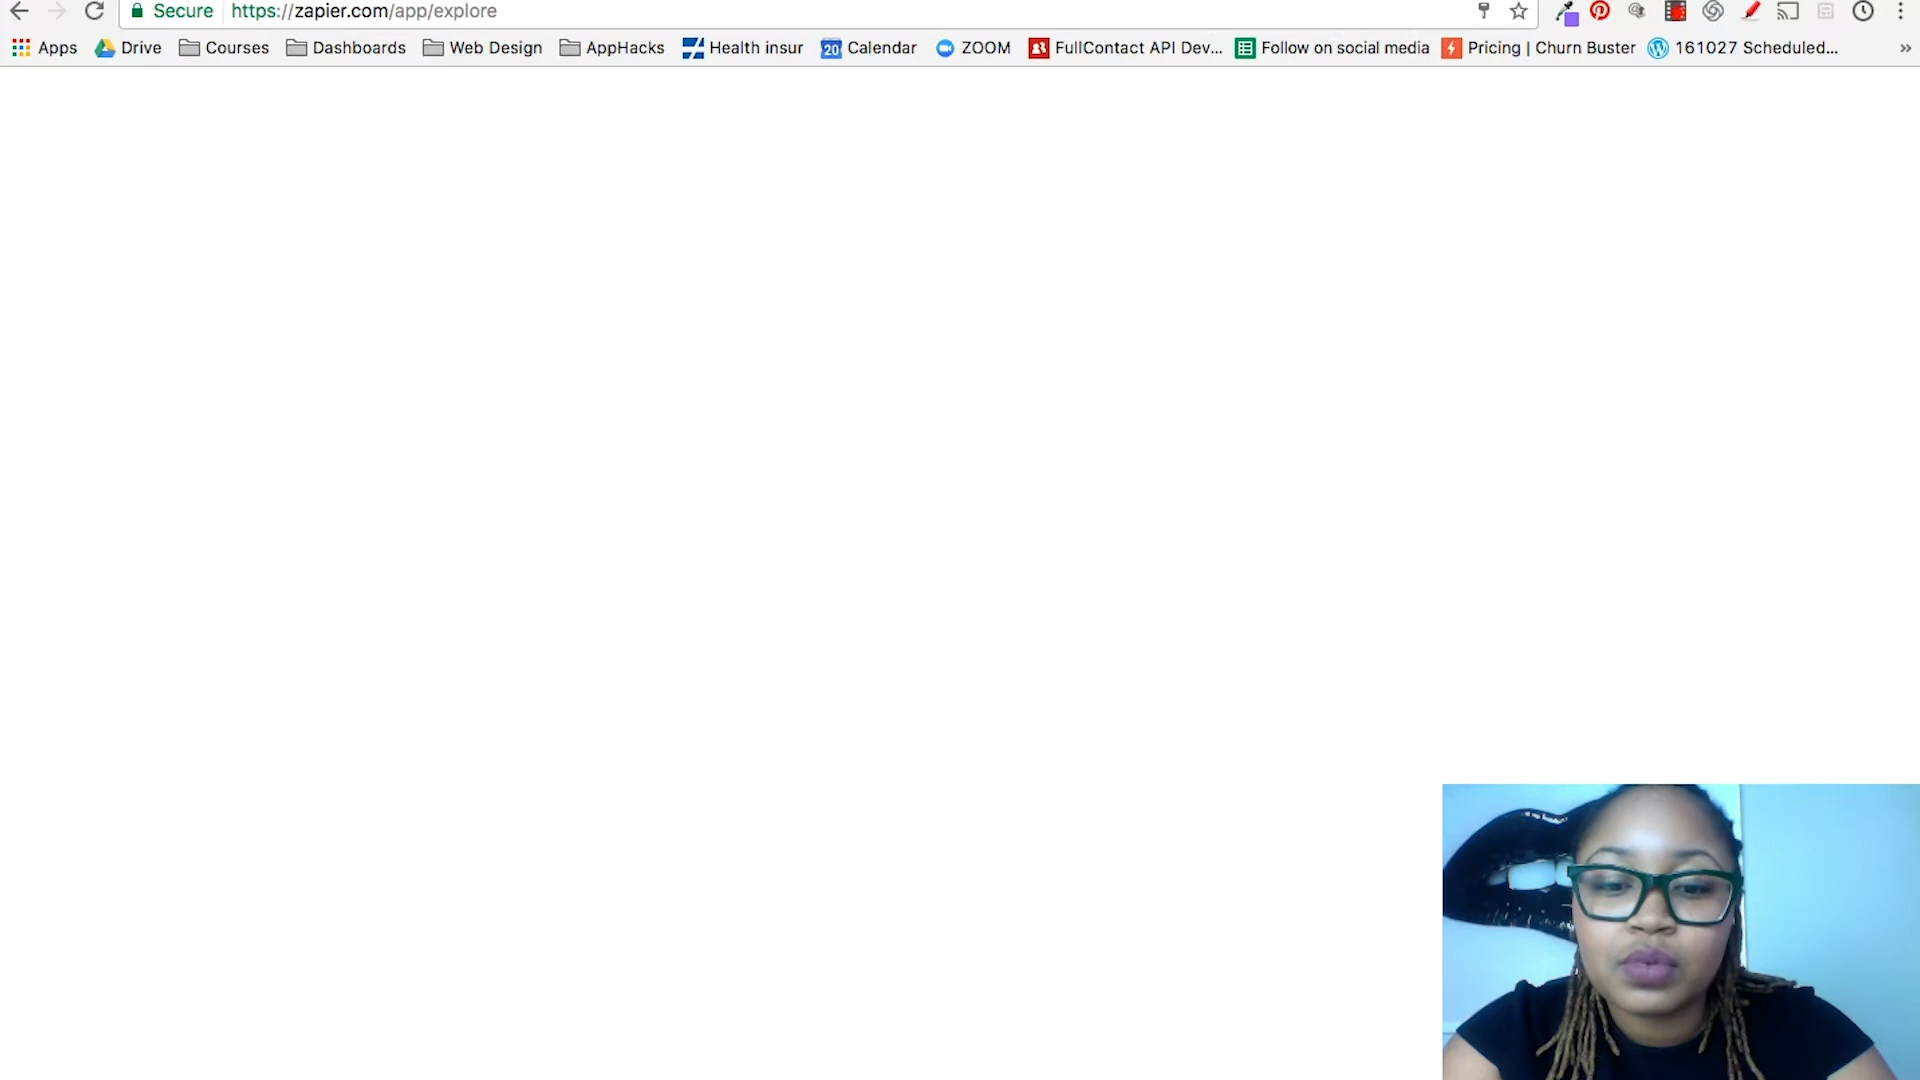 Secure https://zapier.com/app/explore
Apps Drive Courses Dashboards Web Design AppHacks Health insur 20 Calendar ZOOM FullContact API Dev... Follow on social media Pricing | Churn Buster 161027 Scheduled... »